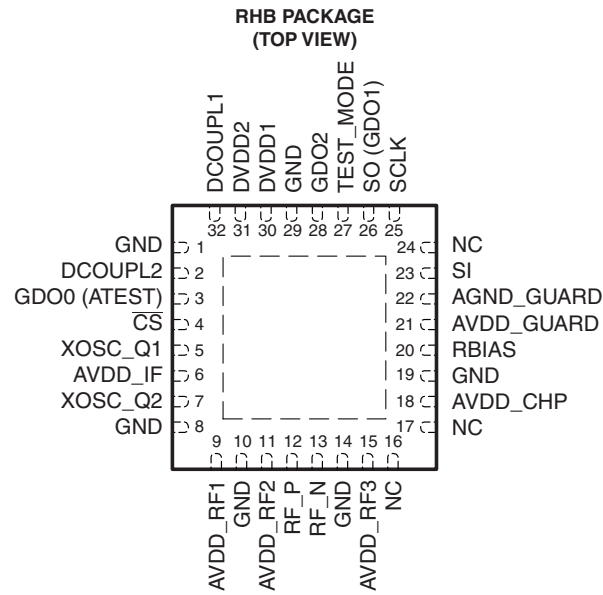 RHB PACKAGE
(TOP VIEW)
DCOUPL1
DVDD2
DVDD1
GND
GDO2
TEST_MODE
SO (GDO1)
SCLK
32 31 30 29 28 27 26 25
GND 1
DCOUPL2 2
GDO0 (ATEST) 3
CS 4
XOSC_Q1 5
AVDD_IF 6
XOSC_Q2 7
GND 8
24 NC
23 SI
22 AGND_GUARD
21 AVDD_GUARD
20 RBIAS
19 GND
18 AVDD_CHP
17 NC
9 10 11 12 13 14 15 16
AVDD_RF1
GND
AVDD_RF2
RF_P
RF_N
GND
AVDD_RF3
NC